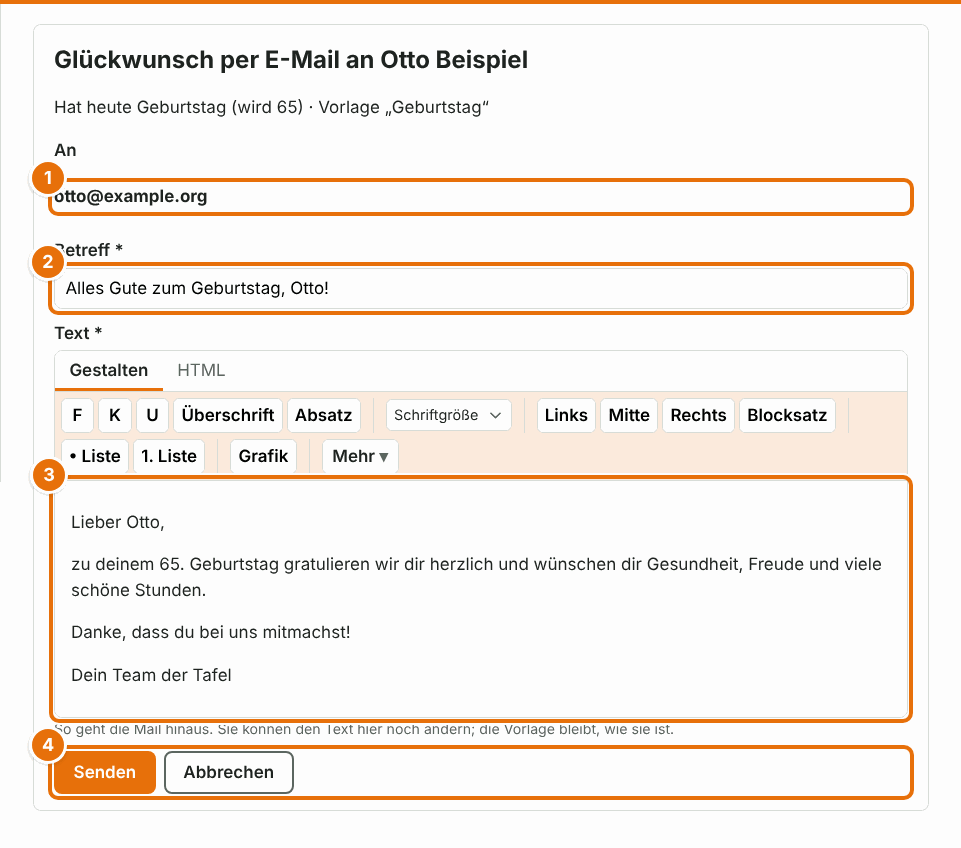 Glückwunsch per E-Mail an Otto Beispiel
Hat heute Geburtstag (wird 65) · Vorlage „Geburtstag“
An
1
otto@example.org
Betreff *
2
Alles Gute zum Geburtstag, Otto!
Text *
Gestalten HTML
F K U Überschrift Absatz Schriftgröße Links Mitte Rechts Blocksatz
• Liste 1. Liste Grafik Mehr ▾
3
Lieber Otto,
zu deinem 65. Geburtstag gratulieren wir dir herzlich und wünschen dir Gesundheit, Freude und viele
schöne Stunden.
Danke, dass du bei uns mitmachst!
Dein Team der Tafel
So geht die Mail hinaus. Sie können den Text hier noch ändern; die Vorlage bleibt, wie sie ist.
4
Senden Abbrechen